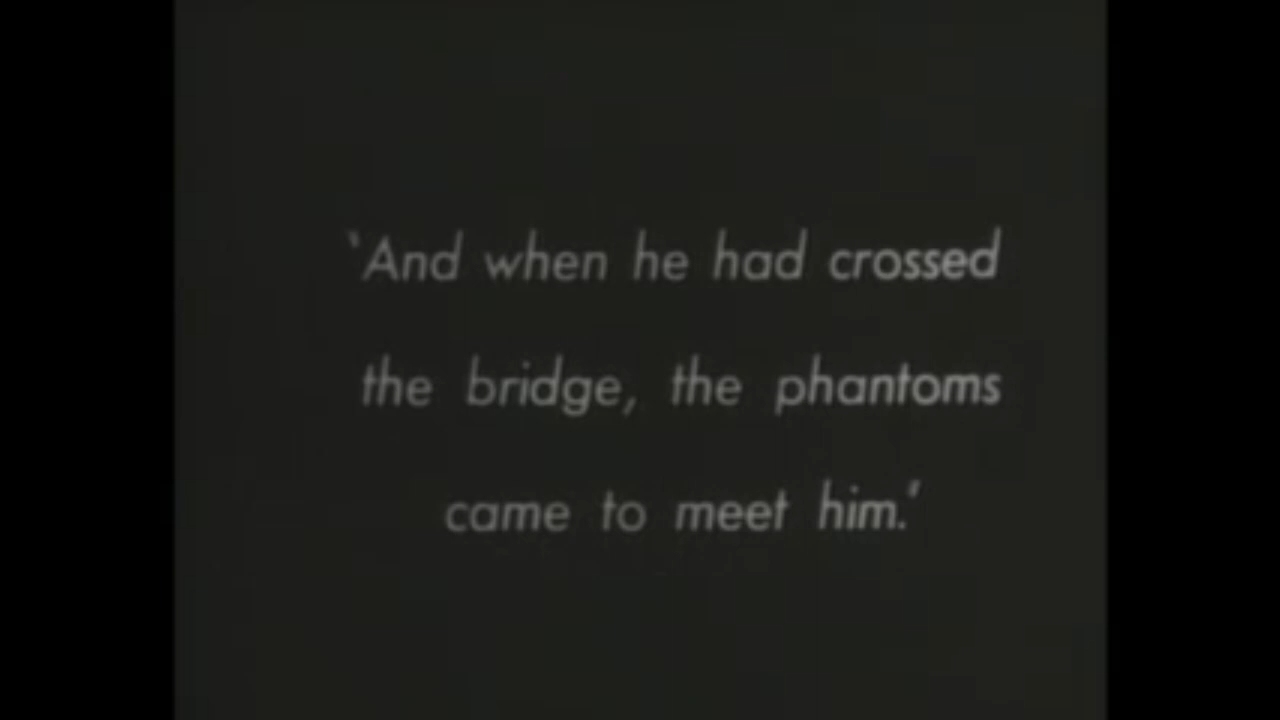 ‘And when he had crossed
the bridge, the phantoms
came to meet him.’